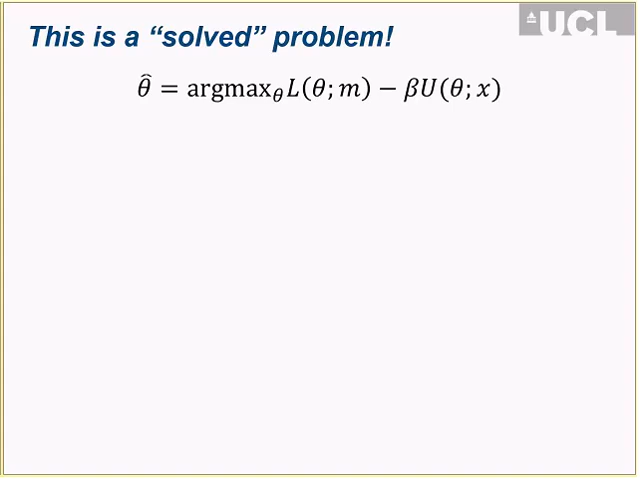 This is a “solved” problem!
UCL
θ̂ = argmax_θ L(θ; m) − βU(θ; x)